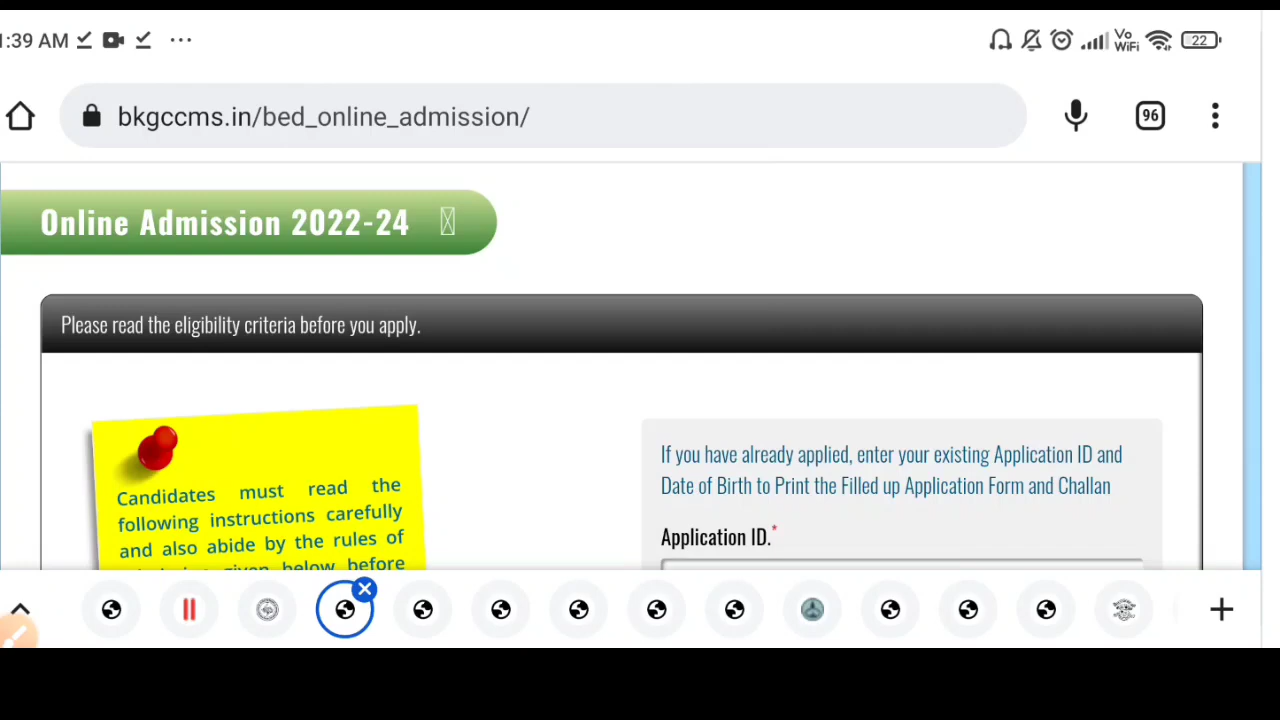 :39 AM
Vo
WiFi
22
bkgccms.in/bed_online_admission/
96
Online Admission 2022-24
Please read the eligibility criteria before you apply.
Candidates must read the
following instructions carefully
and also abide by the rules of
given below before
If you have already applied, enter your existing Application ID and
Date of Birth to Print the Filled up Application Form and Challan
Application ID.*